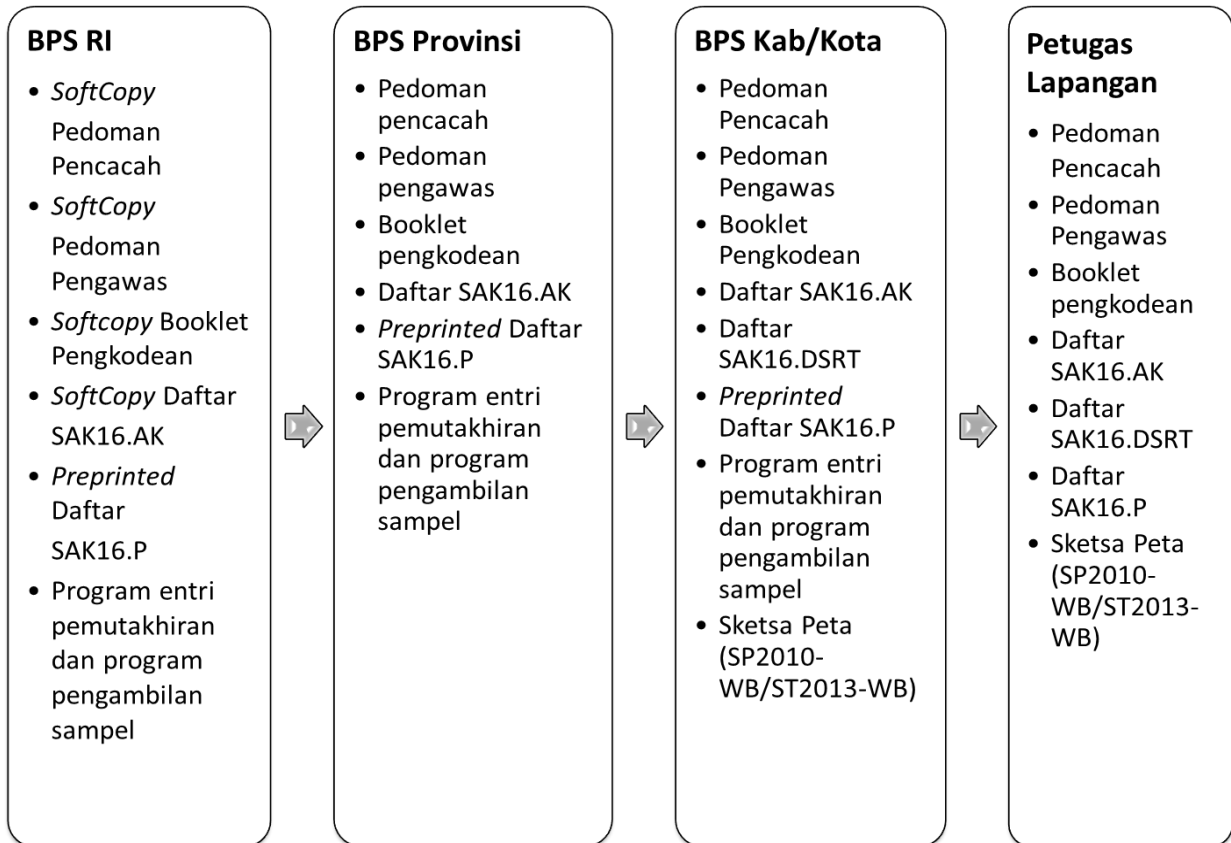 BPS RI
• SoftCopy
Pedoman
Pencacah
• SoftCopy
Pedoman
Pengawas
• Softcopy Booklet
Pengkodean
• SoftCopy Daftar
SAK16.AK
• Preprinted
Daftar
SAK16.P
• Program entri
pemutakhiran
dan program
pengambilan
sampel
BPS Provinsi
• Pedoman
pencacah
• Pedoman
pengawas
• Booklet
pengkodean
• Daftar SAK16.AK
• Preprinted Daftar
SAK16.P
• Program entri
pemutakhiran
dan program
pengambilan
sampel
BPS Kab/Kota
• Pedoman
Pencacah
• Pedoman
Pengawas
• Booklet
Pengkodean
• Daftar SAK16.AK
• Daftar
SAK16.DSRT
• Preprinted
Daftar SAK16.P
• Program entri
pemutakhiran
dan program
pengambilan
sampel
• Sketsa Peta
(SP2010-
WB/ST2013-WB)
Petugas
Lapangan
• Pedoman
Pencacah
• Pedoman
Pengawas
• Booklet
pengkodean
• Daftar
SAK16.AK
• Daftar
SAK16.DSRT
• Daftar
SAK16.P
• Sketsa Peta
(SP2010-
WB/ST2013-
WB)